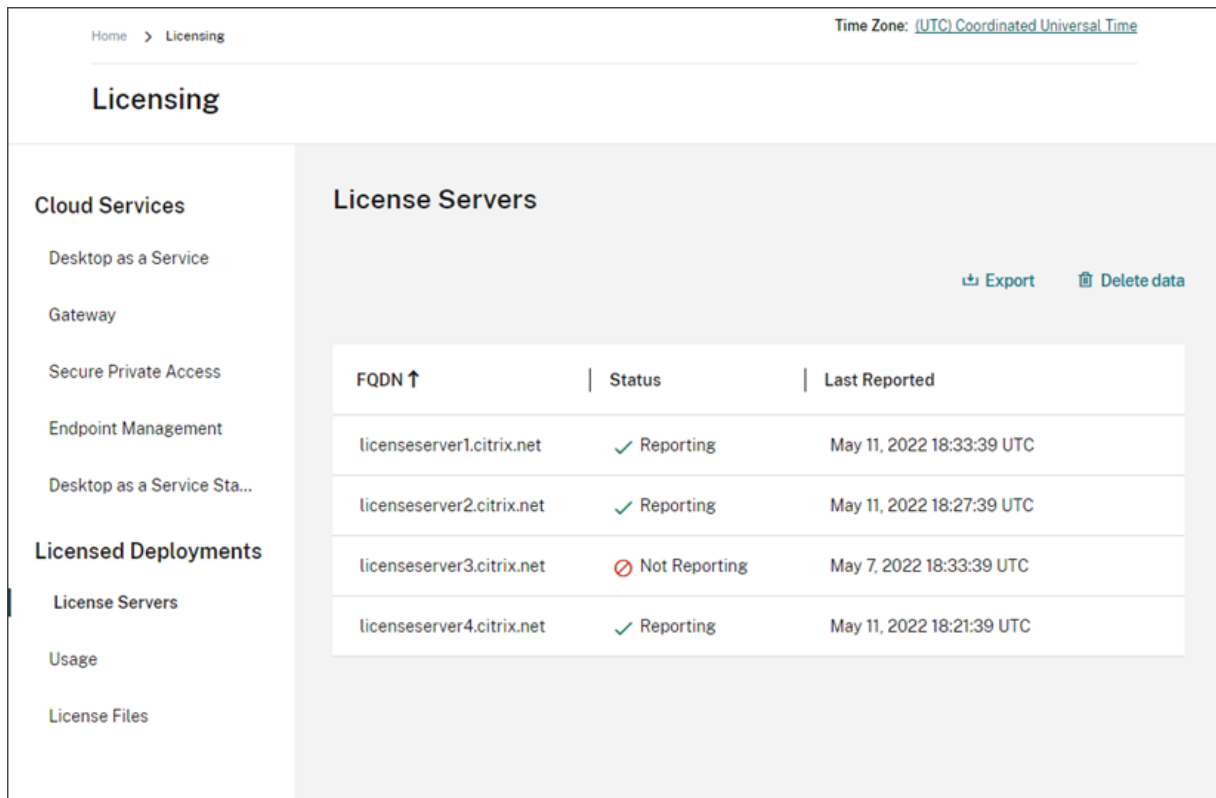 Home > Licensing
Time Zone: (UTC) Coordinated Universal Time
Licensing
Cloud Services
Desktop as a Service
Gateway
Secure Private Access
Endpoint Management
Desktop as a Service Sta...
Licensed Deployments
License Servers
Usage
License Files
License Servers
Export Delete data
FQDN ↑ Status Last Reported
licenseserver1.citrix.net Reporting May 11, 2022 18:33:39 UTC
licenseserver2.citrix.net Reporting May 11, 2022 18:27:39 UTC
licenseserver3.citrix.net Not Reporting May 7, 2022 18:33:39 UTC
licenseserver4.citrix.net Reporting May 11, 2022 18:21:39 UTC